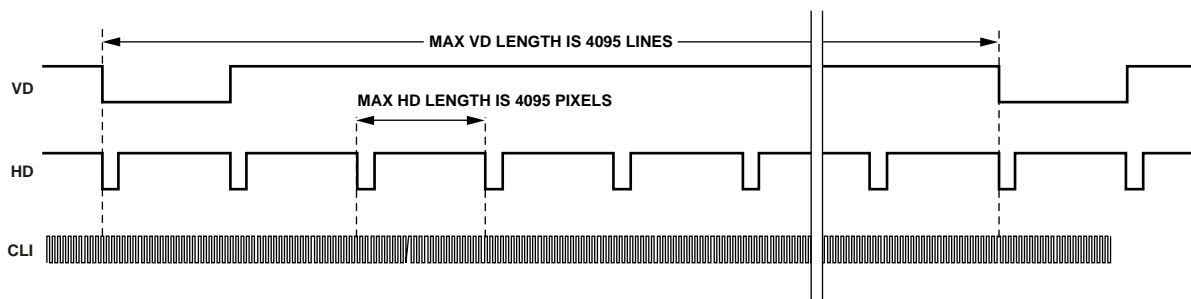 MAX VD LENGTH IS 4095 LINES
VD
MAX HD LENGTH IS 4095 PIXELS
HD
CLI